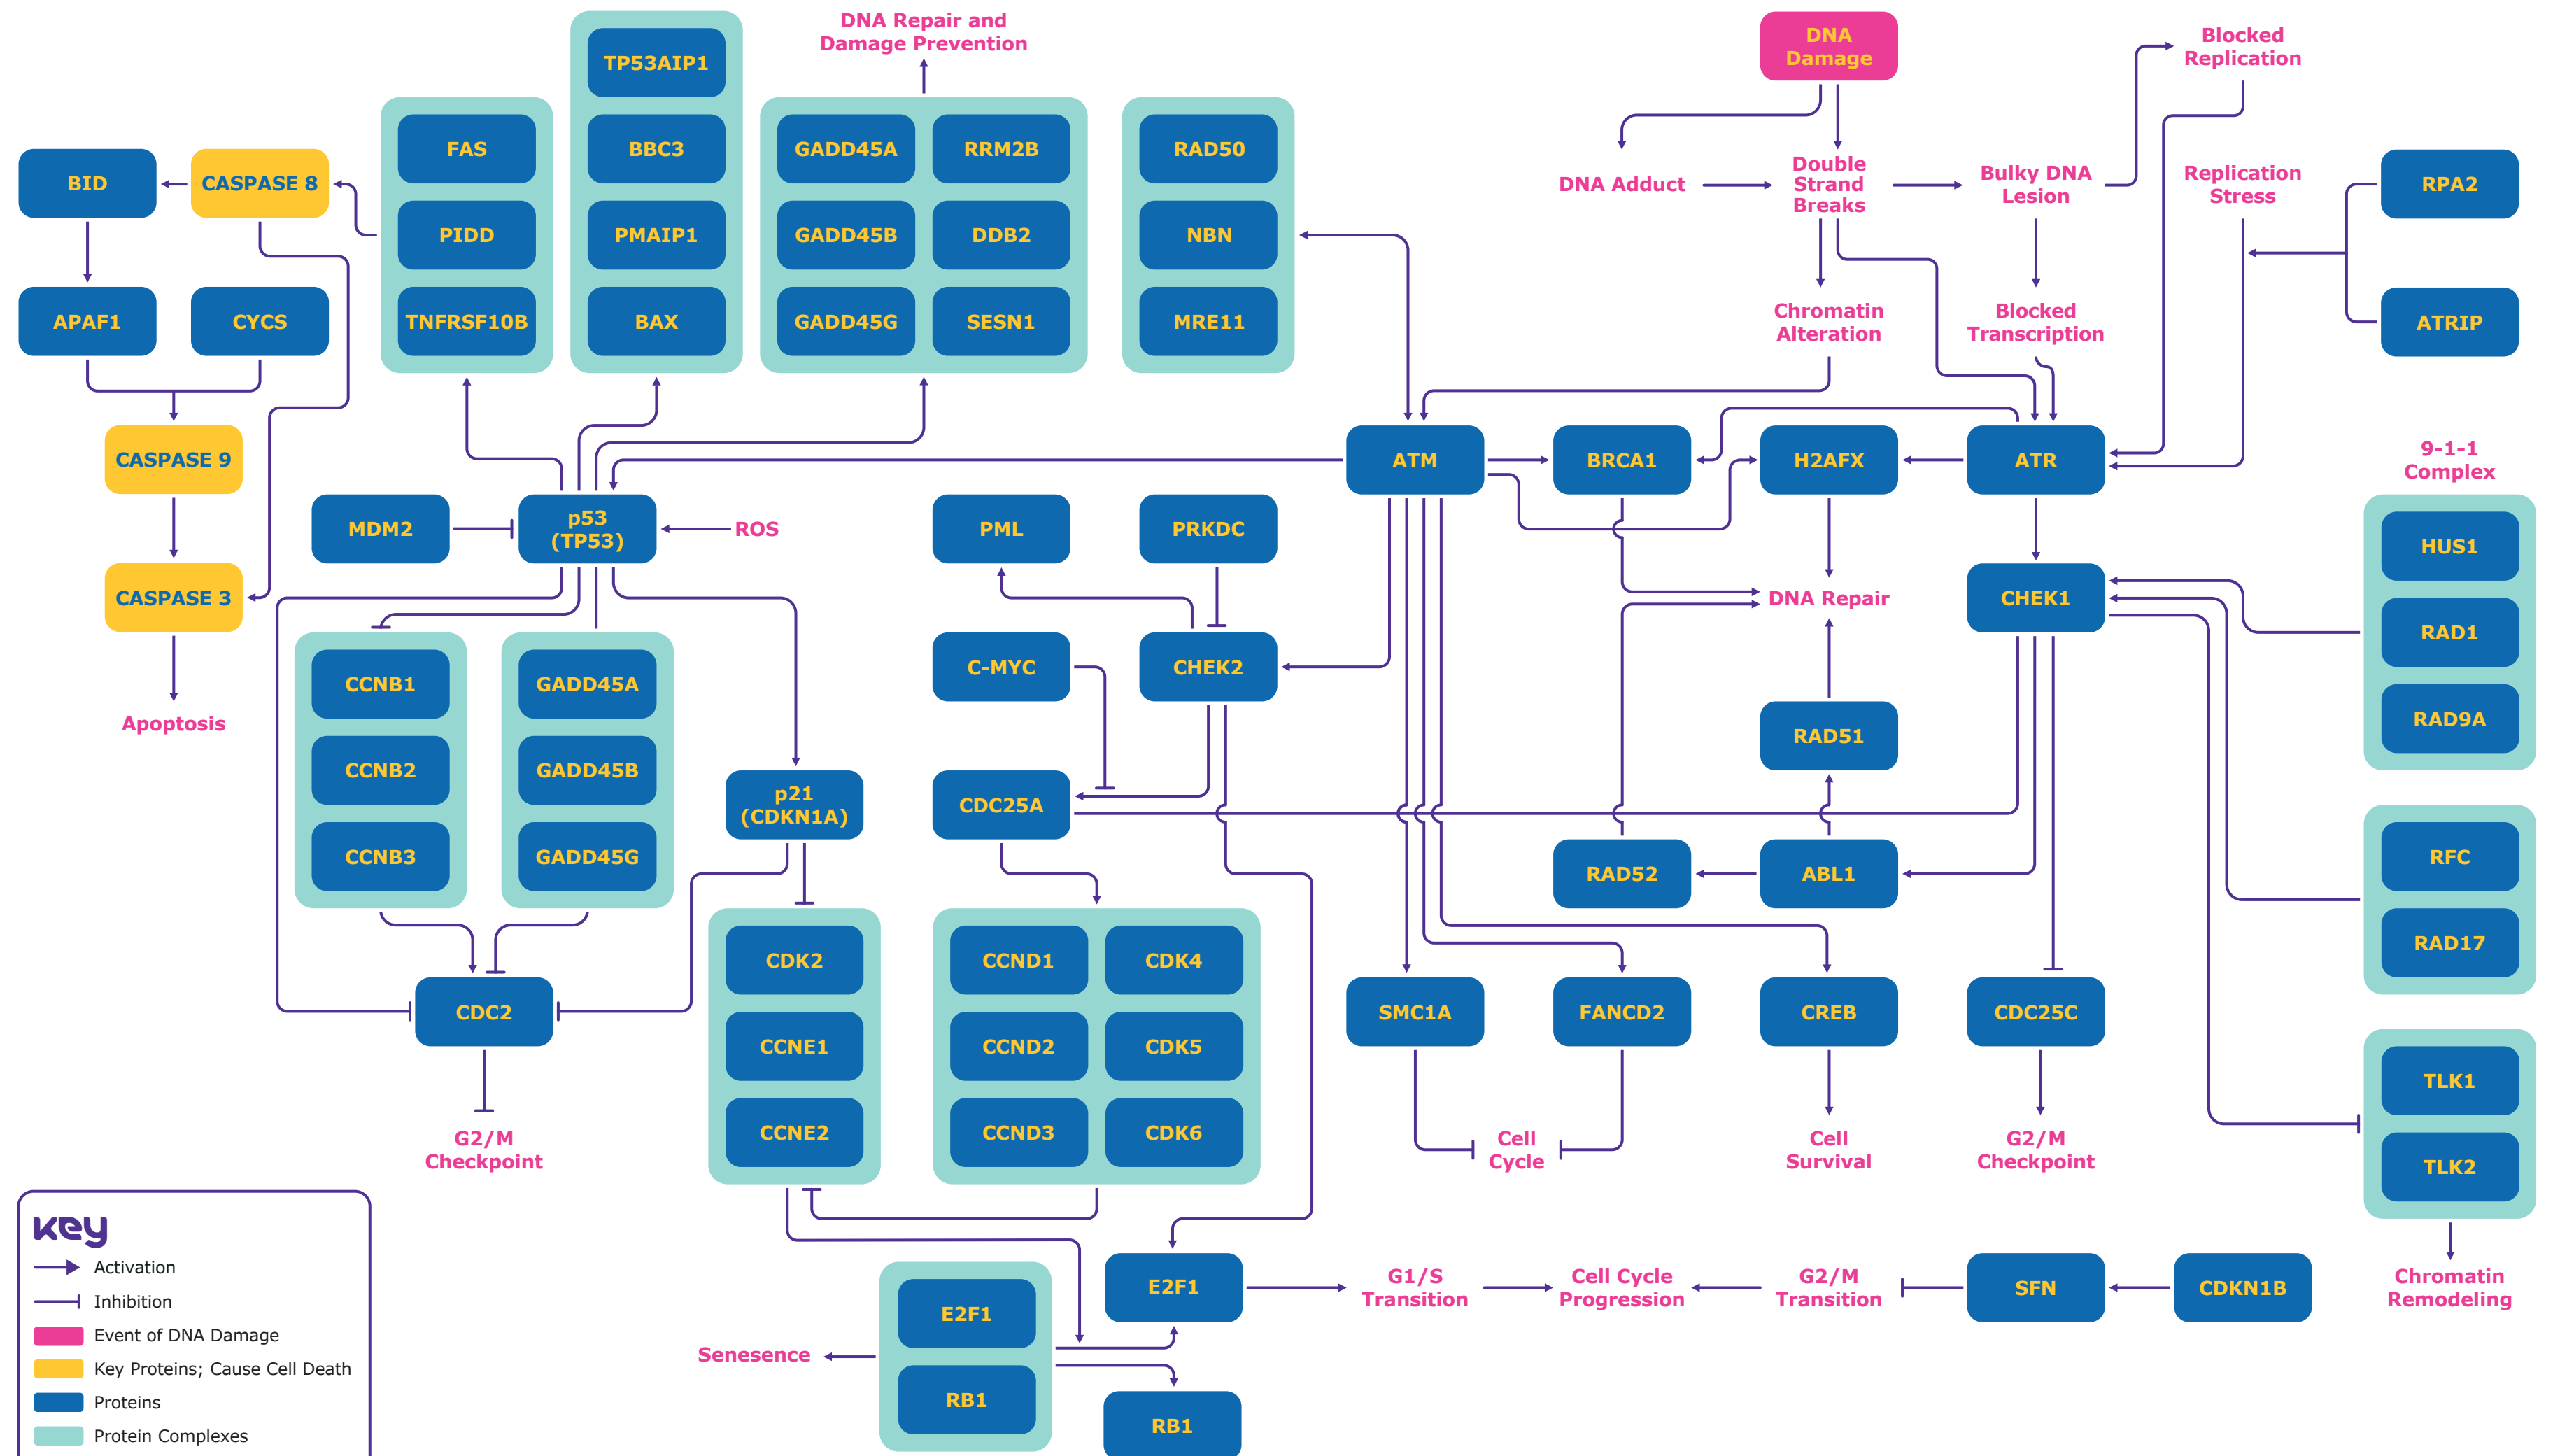 DNA Repair and
Damage Prevention
DNA
Damage
Blocked
Replication
TP53AIP1
BBC3
PMAIP1
BAX
FAS
PIDD
TNFRSF10B
GADD45A
RRM2B
GADD45B
DDB2
GADD45G
SESN1
RAD50
NBN
MRE11
BID
CASPASE 8
APAF1
CYCS
CASPASE 9
CASPASE 3
Apoptosis
DNA Adduct
Double
Strand
Breaks
Bulky DNA
Lesion
Replication
Stress
RPA2
ATRIP
Chromatin
Alteration
Blocked
Transcription
ATM
BRCA1
H2AFX
ATR
9-1-1
Complex
HUS1
RAD1
RAD9A
MDM2
p53
(TP53)
ROS
PML
PRKDC
DNA Repair
CHEK1
C-MYC
CHEK2
RAD51
CCNB1
CCNB2
CCNB3
GADD45A
GADD45B
GADD45G
p21
(CDKN1A)
CDC25A
RAD52
ABL1
RFC
RAD17
CDC2
CDK2
CCNE1
CCNE2
CCND1
CDK4
CCND2
CDK5
CCND3
CDK6
SMC1A
FANCD2
CREB
CDC25C
TLK1
TLK2
G2/M
Checkpoint
Cell
Cycle
Cell
Survival
G2/M
Checkpoint
E2F1
G1/S
Transition
Cell Cycle
Progression
G2/M
Transition
SFN
CDKN1B
Chromatin
Remodeling
Senesence
E2F1
RB1
RB1
key
Activation
Inhibition
Event of DNA Damage
Key Proteins; Cause Cell Death
Proteins
Protein Complexes